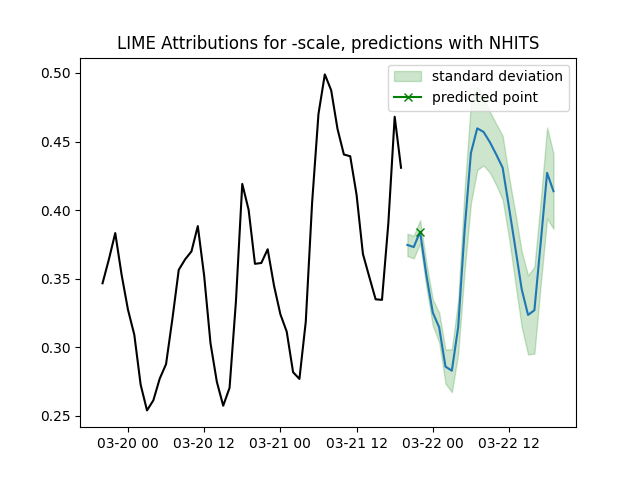 LIME Attributions for -scale, predictions with NHITS
standard deviation
predicted point
0.50
0.45
0.40
0.35
0.30
0.25
03-20 00 03-20 12 03-21 00 03-21 12 03-22 00 03-22 12